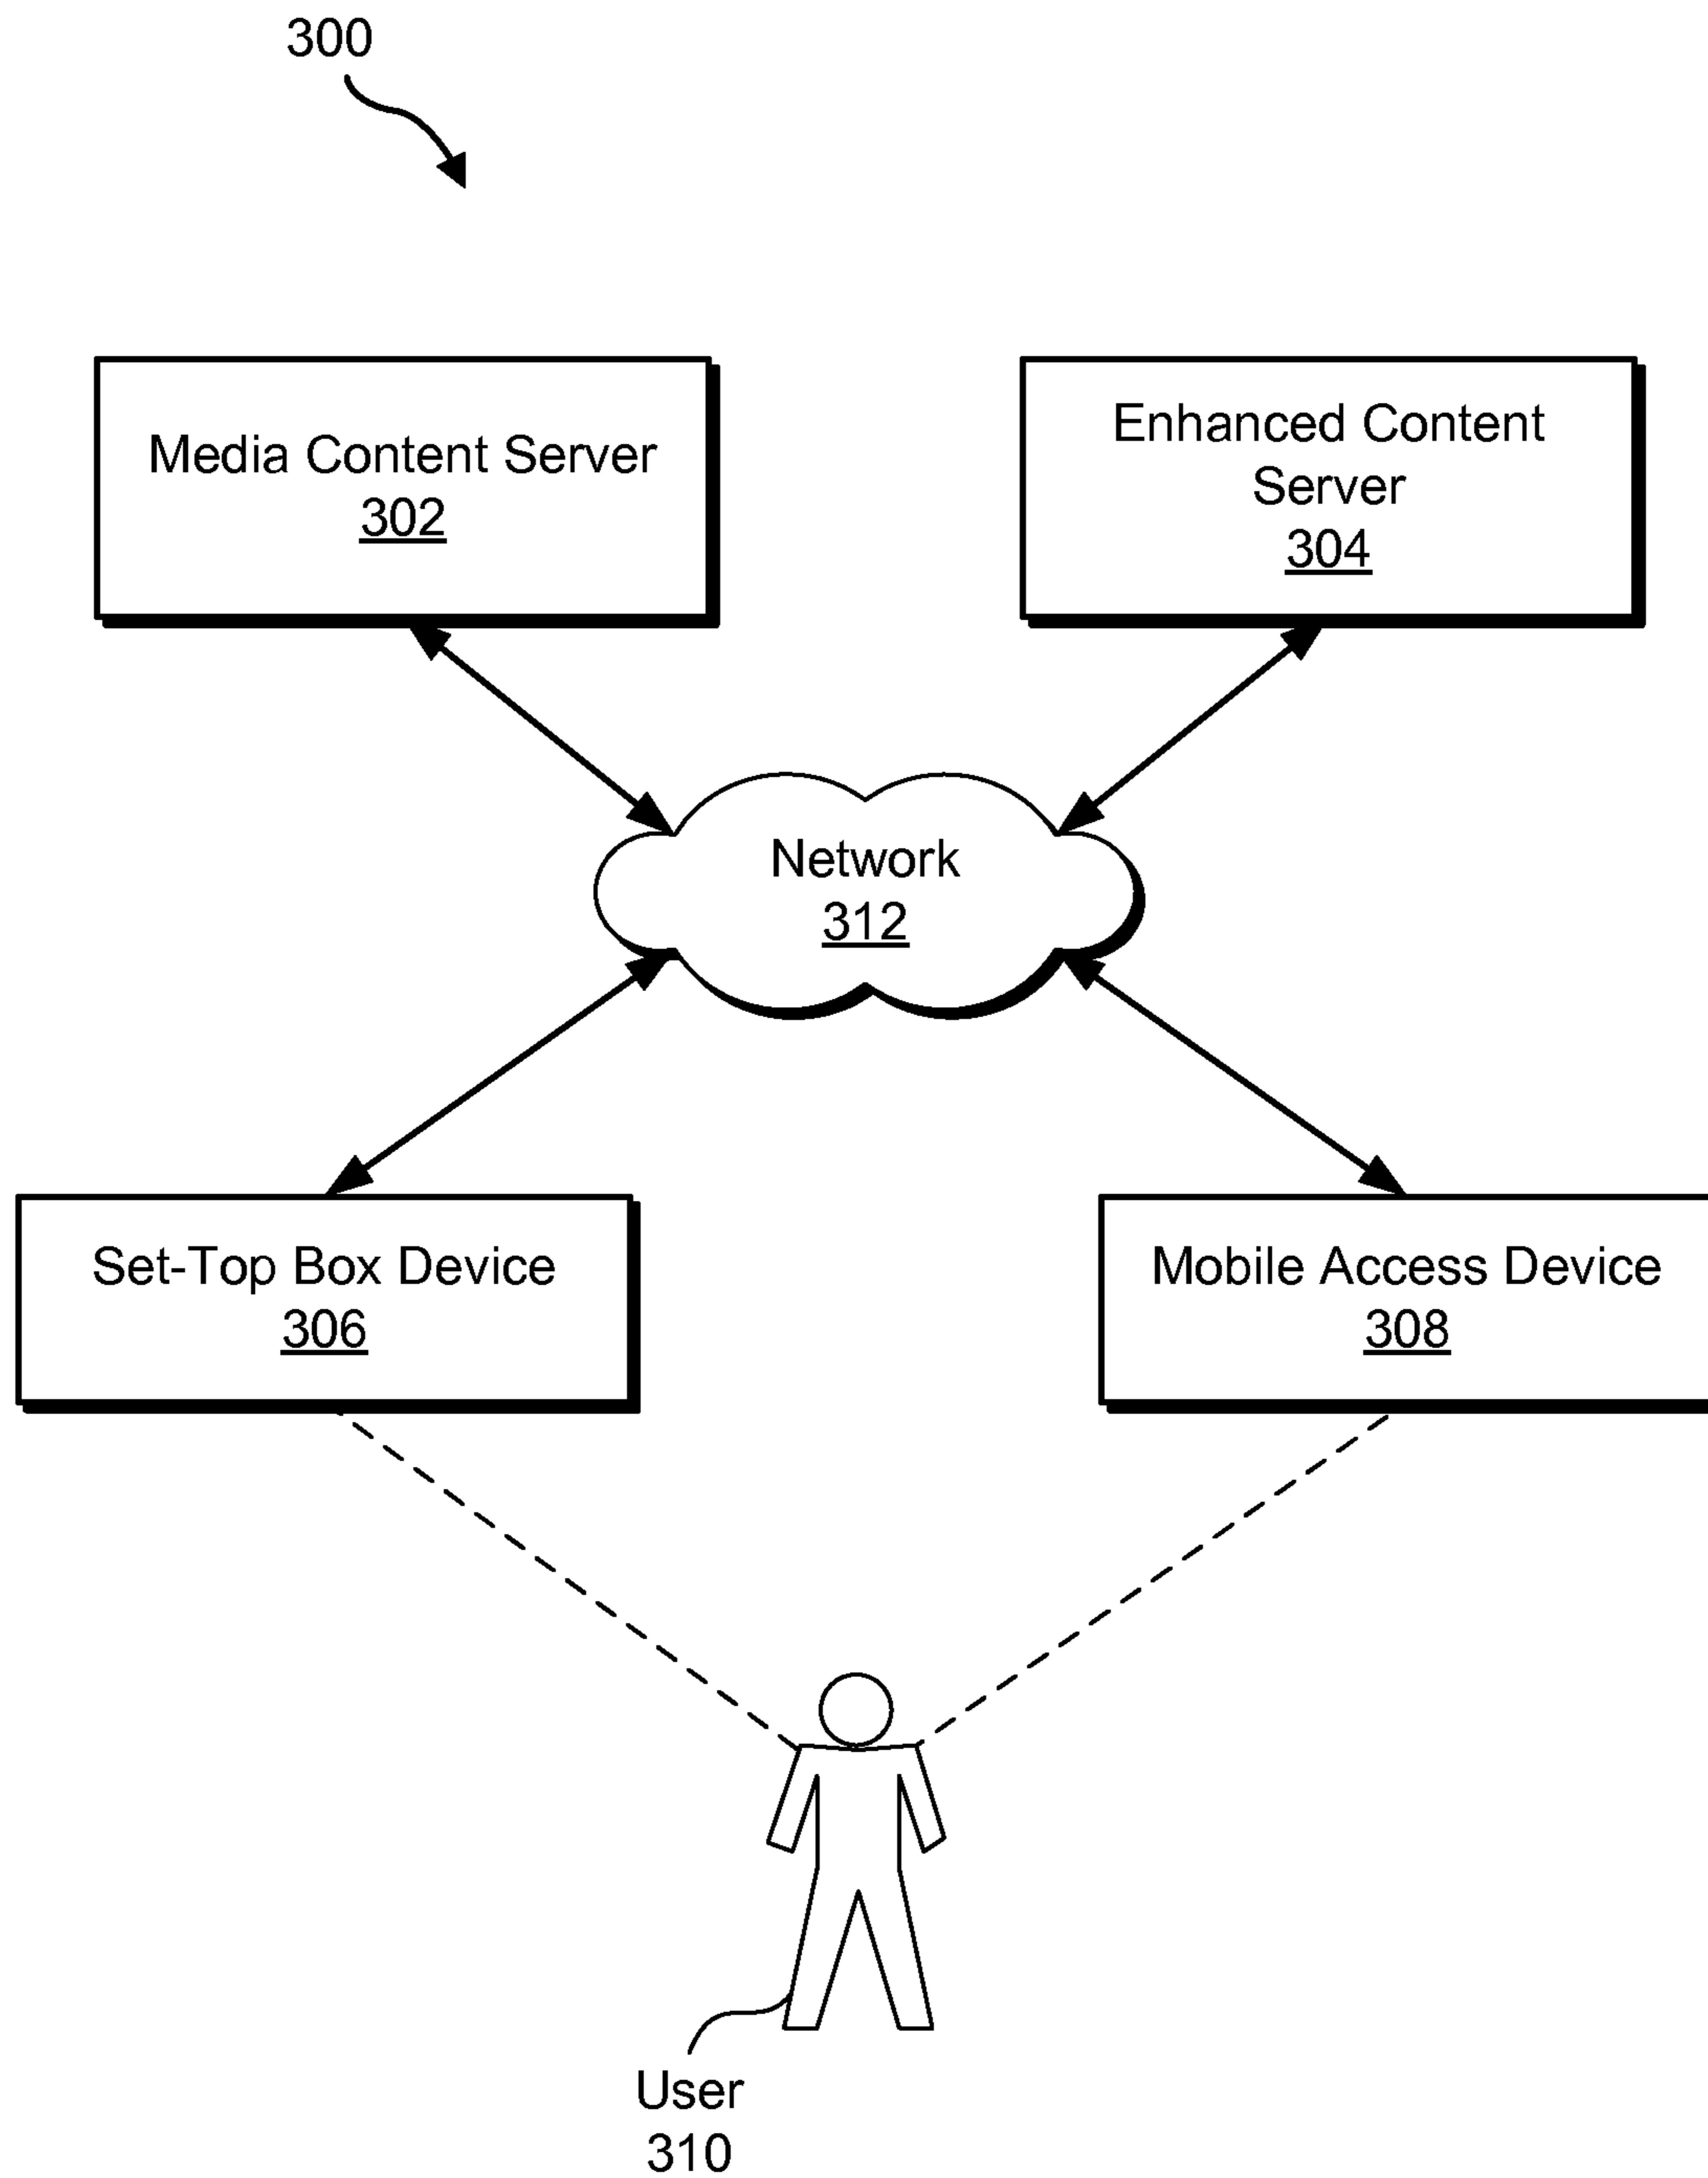 300
Media Content Server
302
Enhanced Content
Server
304
Network
312
Set-Top Box Device
306
Mobile Access Device
308
User
310